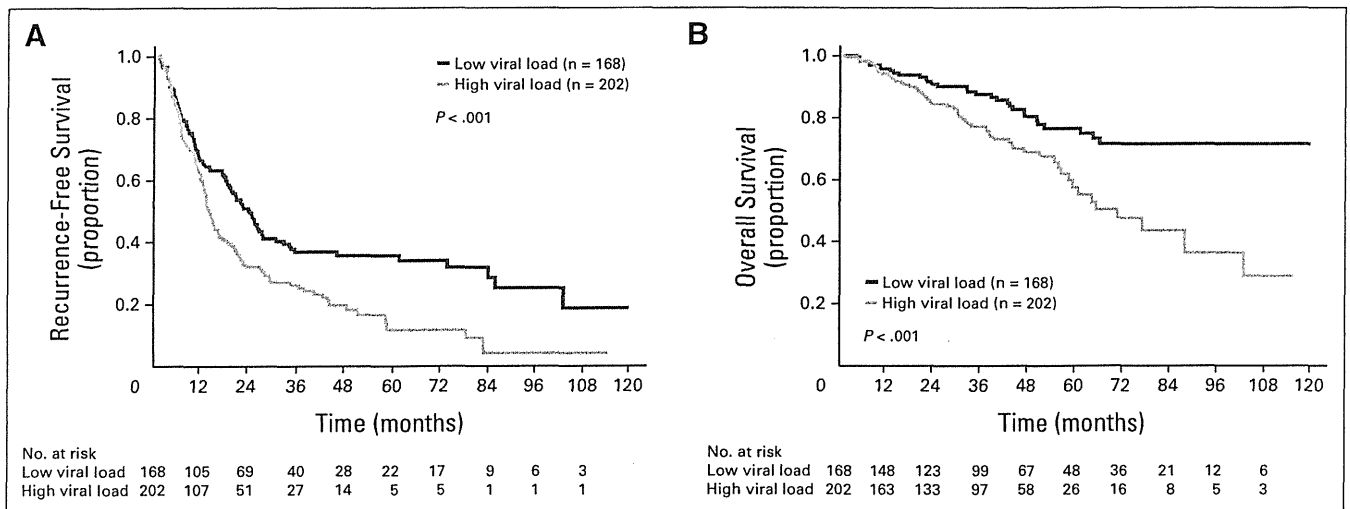 A
Recurrence-Free Survival
(proportion)
1.0
0.8
0.6
0.4
0.2
Low viral load (n = 168)
High viral load (n = 202)
P < .001
0 12 24 36 48 60 72 84 96 108 120
Time (months)
No. at risk
Low viral load 168 105 69 40 28 22 17 9 6 3
High viral load 202 107 51 27 14 5 5 1 1 1
B
Overall Survival
(proportion)
1.0
0.8
0.6
0.4
0.2
Low viral load (n = 168)
High viral load (n = 202)
P < .001
0 12 24 36 48 60 72 84 96 108 120
Time (months)
No. at risk
Low viral load 168 148 123 99 67 48 36 21 12 6
High viral load 202 163 133 97 58 26 16 8 5 3